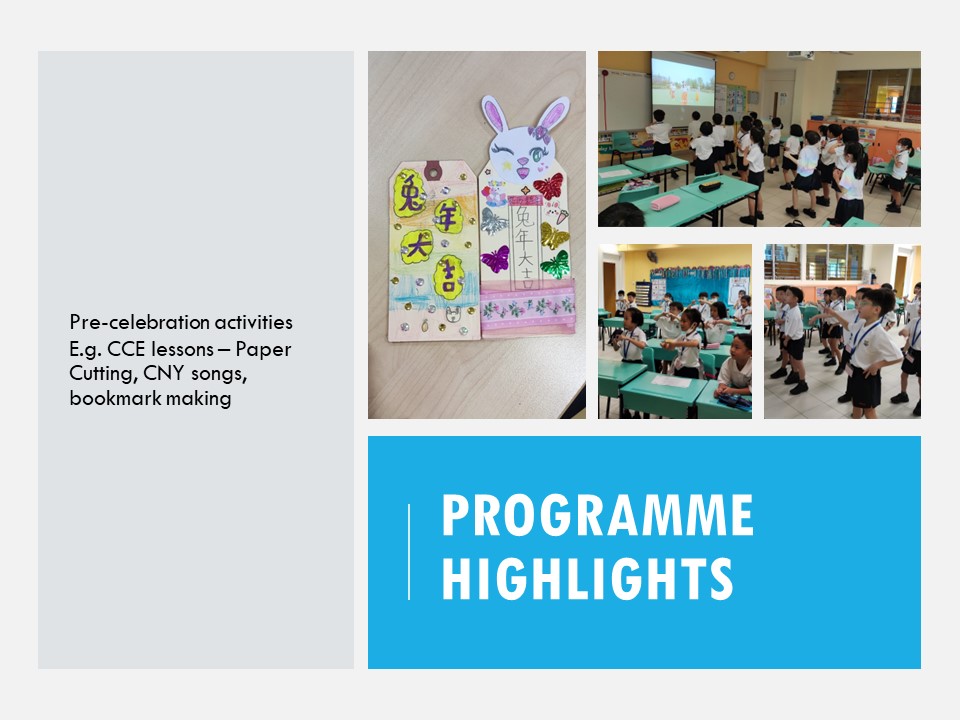 Pre-celebration activities
E.g. CCE lessons – Paper
Cutting, CNY songs,
bookmark making
兔
年
大
吉
兔
年
大
吉
PROGRAMME
HIGHLIGHTS